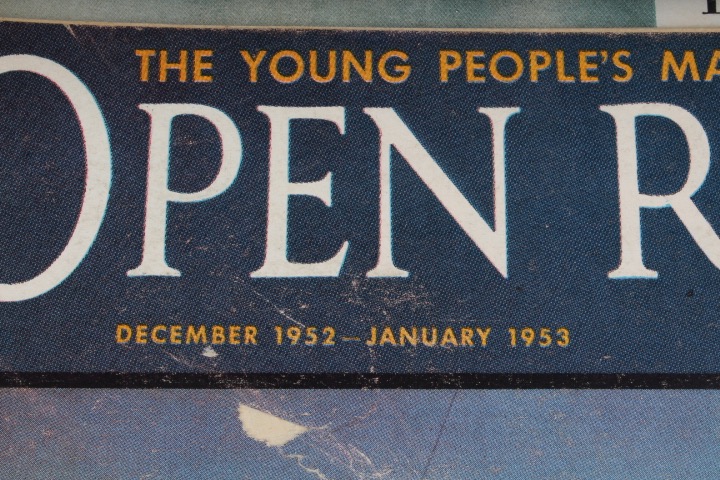 THE YOUNG PEOPLE'S MA
OPEN R
DECEMBER 1952—JANUARY 1953